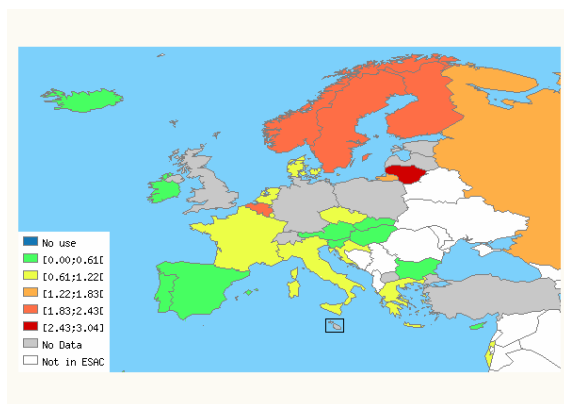 No use
[0.00;0.61[
[0.61;1.22[
[1.22;1.83[
[1.83;2.43[
[2.43;3.04]
No Data
Not in ESAC